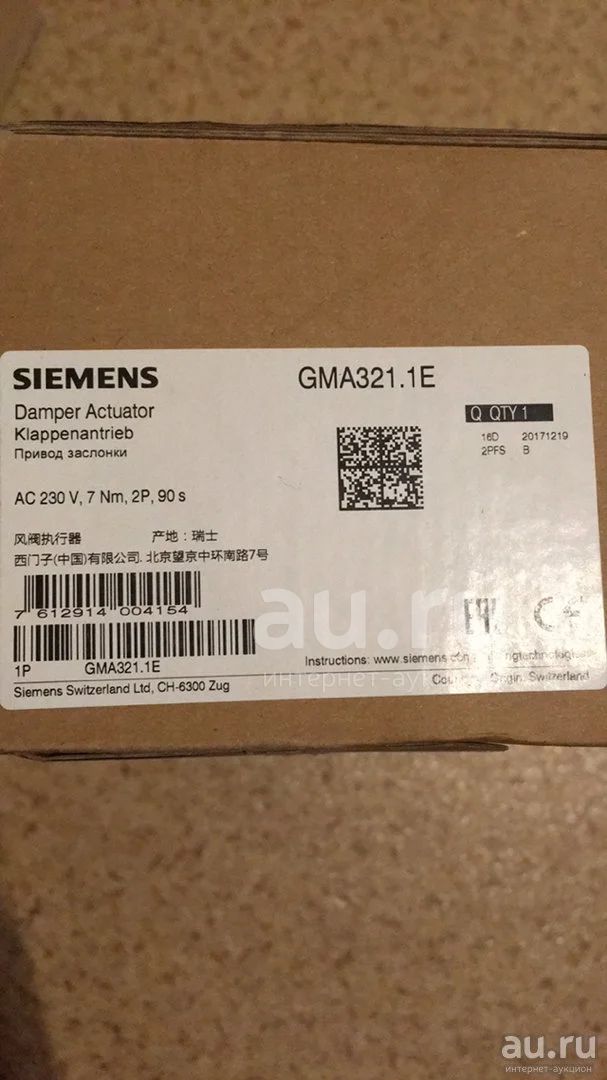 SIEMENS
GMA321.1E
Damper Actuator
Klappenantrieb
Привод заслонки
Q QTY 1
16D 20171219
2PFS B
AC 230 V, 7 Nm, 2P, 90 s
风阀执行器 产地: 瑞士
西门子(中国)有限公司. 北京望京中环南路7号
7 612914 004154
1P GMA321.1E
EAC CE
Instructions: www.siemens.com
Siemens Switzerland Ltd, CH-6300 Zug
Origin: Switzerland
au.ru
интернет-аукцион
au.ru
интернет-аукцион